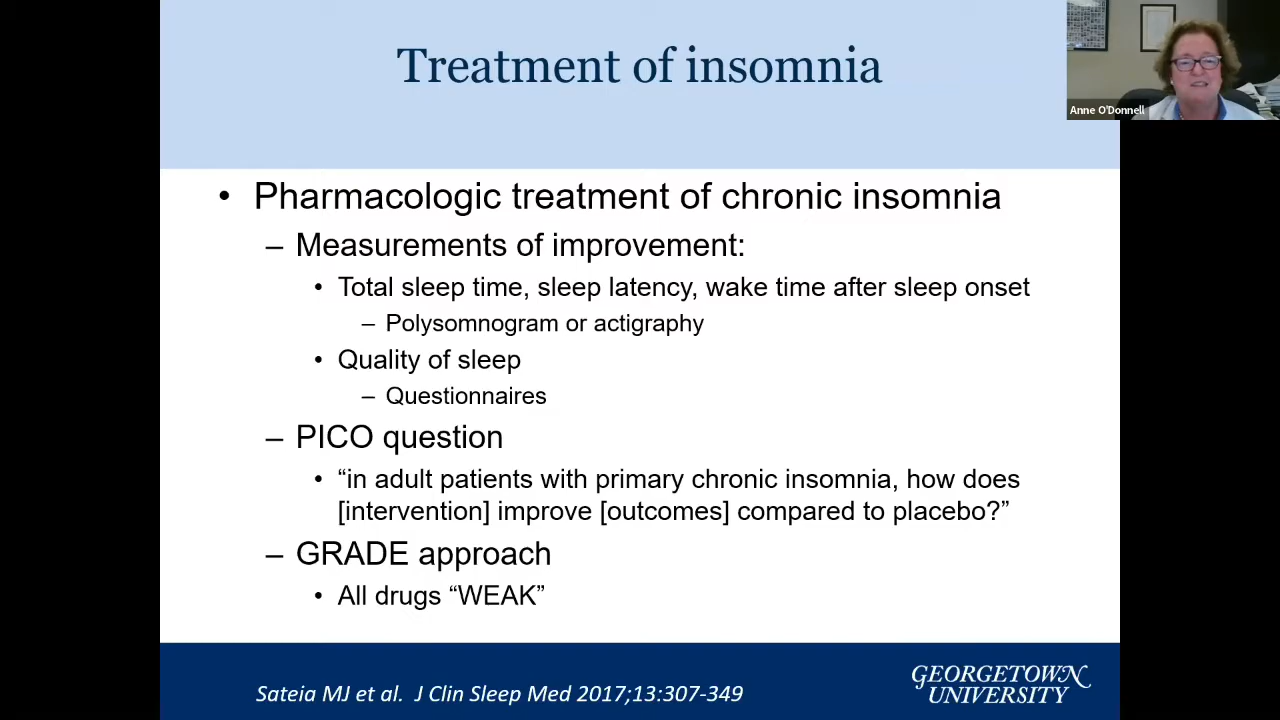 Treatment of insomnia
Anne O'Donnell
• Pharmacologic treatment of chronic insomnia
– Measurements of improvement:
• Total sleep time, sleep latency, wake time after sleep onset
– Polysomnogram or actigraphy
• Quality of sleep
– Questionnaires
– PICO question
• “in adult patients with primary chronic insomnia, how does
[intervention] improve [outcomes] compared to placebo?”
– GRADE approach
• All drugs “WEAK”
Sateia MJ et al. J Clin Sleep Med 2017;13:307-349
GEORGETOWN
UNIVERSITY